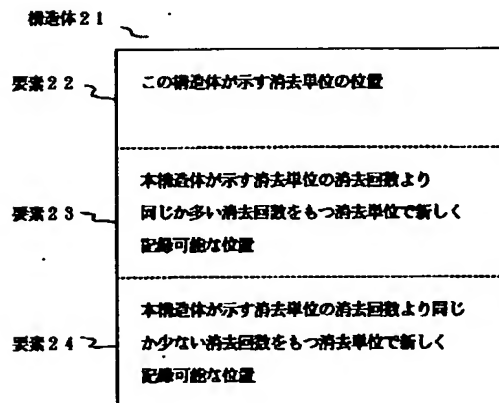 構造体21
要素22
この構造体が示す消去単位の位置
要素23
本構造体が示す消去単位の消去回数より
同じか多い消去回数をもつ消去単位で新しく
記録可能な位置
要素24
本構造体が示す消去単位の消去回数より同じ
か少ない消去回数をもつ消去単位で新しく
記録可能な位置